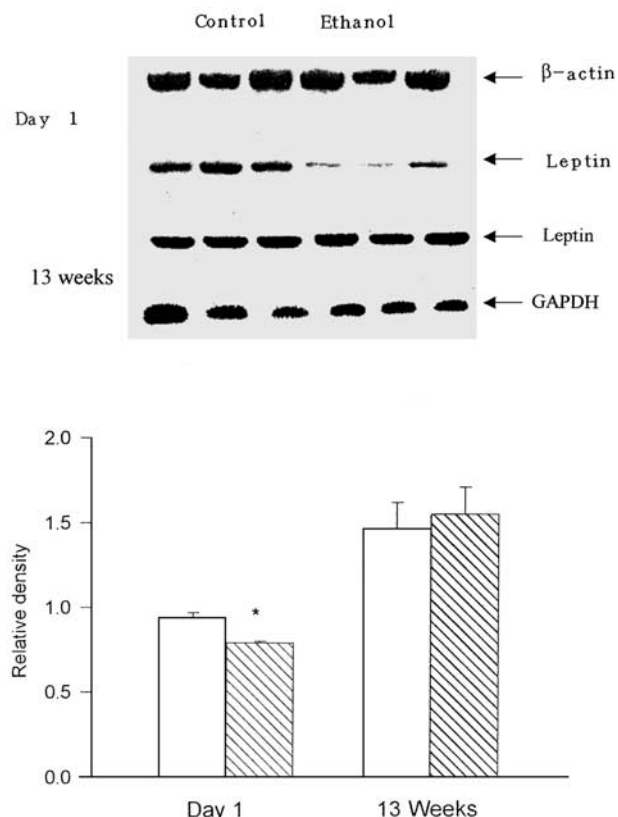 Control Ethanol
β-actin
Day 1
Leptin
Leptin
13 weeks
GAPDH
2.0
1.5
1.0
0.5
0.0
Relative density
*
Day 1 13 Weeks